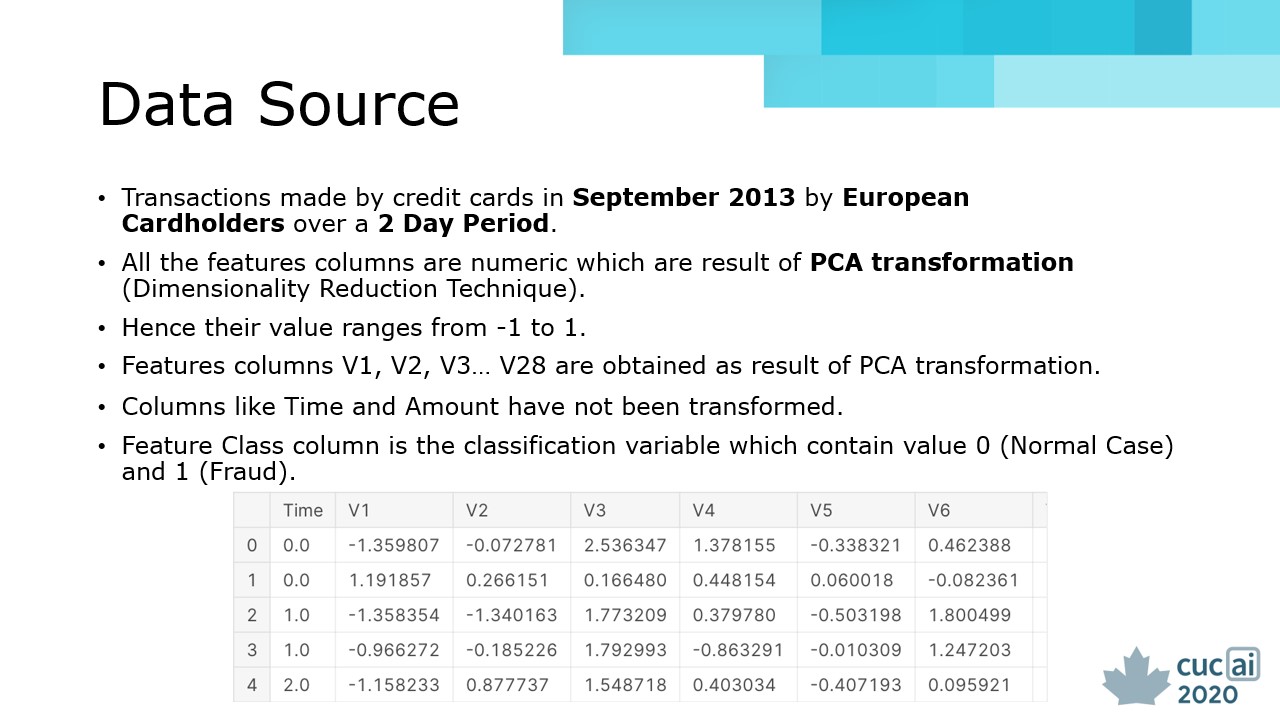 Data Source
• Transactions made by credit cards in September 2013 by European
Cardholders over a 2 Day Period.
• All the features columns are numeric which are result of PCA transformation
(Dimensionality Reduction Technique).
• Hence their value ranges from -1 to 1.
• Features columns V1, V2, V3… V28 are obtained as result of PCA transformation.
• Columns like Time and Amount have not been transformed.
• Feature Class column is the classification variable which contain value 0 (Normal Case)
and 1 (Fraud).
Time V1 V2 V3 V4 V5 V6
0 0.0 -1.359807 -0.072781 2.536347 1.378155 -0.338321 0.462388
1 0.0 1.191857 0.266151 0.166480 0.448154 0.060018 -0.082361
2 1.0 -1.358354 -1.340163 1.773209 0.379780 -0.503198 1.800499
3 1.0 -0.966272 -0.185226 1.792993 -0.863291 -0.010309 1.247203
4 2.0 -1.158233 0.877737 1.548718 0.403034 -0.407193 0.095921
cuc ai
2020